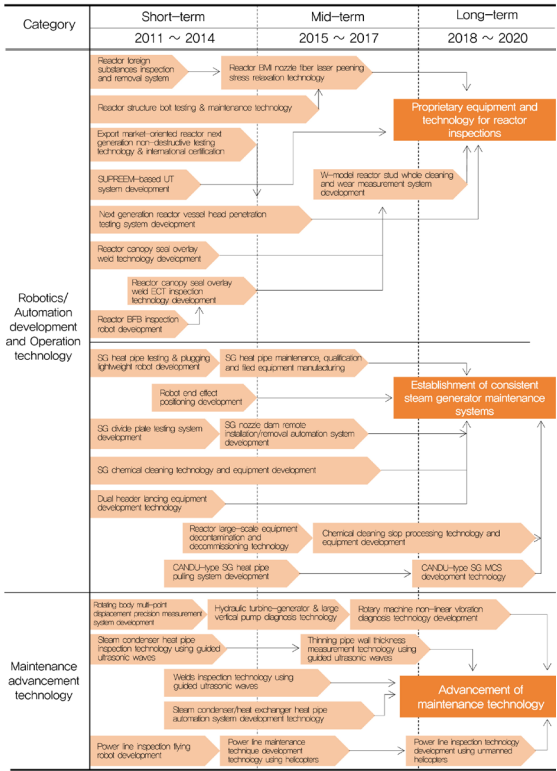 Category
Short-term
Mid-term
Long-term
2011 ~ 2014
2015 ~ 2017
2018 ~ 2020
Robotics/
Automation
development
and Operation
technology
Reactor foreign
substances inspection
and removal system
Reactor BMI nozzle fiber laser peening
stress relaxation technology
Reactor structure bolt testing & maintenance technology
Proprietary equipment and
technology for reactor
inspections
Export market-oriented reactor next
generation non-destructive testing
technology & international certification
SUPREEM-based UT
system development
W-model reactor stud whole cleaning
and wear measurement system
development
Next generation reactor vessel head penetration
testing system development
Reactor canopy seal overlay
weld technology development
Reactor canopy seal overlay
weld ECT inspection
technology development
Reactor BFB inspection
robot development
SG heat pipe testing & plugging
lightweight robot development
SG heat pipe maintenance, qualification
and filed equipment manufacturing
Establishment of consistent
steam generator maintenance
systems
Robot end effect
positioning development
SG divide plate testing system
development
SG nozzle dam remote
installation/removal automation system
development
SG chemical cleaning technology and equipment development
Dual header lancing equipment
development technology
Reactor large-scale equipment
decontamination and
decommissioning technology
Chemical cleaning slop processing technology and
equipment development
CANDU-type SG heat pipe
pulling system development
CANDU-type SG MCS
development technology
Maintenance
advancement
technology
Rotating body multi-point
displacement precision measurement
system development
Hydraulic turbine-generator & large
vertical pump diagnosis technology
Rotary machine non-linear vibration
diagnosis technology development
Steam condenser heat pipe
inspection technology using guided
ultrasonic waves
Thinning pipe wall thickness
measurement technology using
guided ultrasonic waves
Welds inspection technology using
guided ultrasonic waves
Advancement of
maintenance technology
Steam condenser/heat exchanger heat pipe
automation system development technology
Power line inspection flying
robot development
Power line maintenance
technique development
technology using helicopters
Power line inspection technology
development using unmanned
helicopters